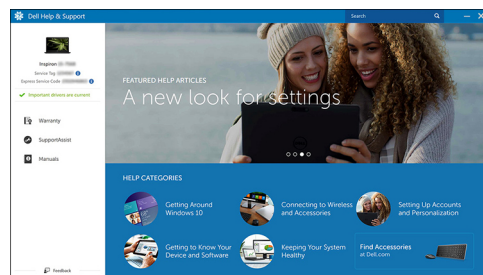 Dell Help & Support
Search
Inspiron
Service Tag
Express Service Code
Important drivers are current
Warranty
SupportAssist
Manuals
Feedback
FEATURED HELP ARTICLES
A new look for settings
HELP CATEGORIES
Getting Around
Windows 10
Connecting to Wireless
and Accessories
Setting Up Accounts
and Personalization
Getting to Know Your
Device and Software
Keeping Your System
Healthy
Find Accessories
at Dell.com